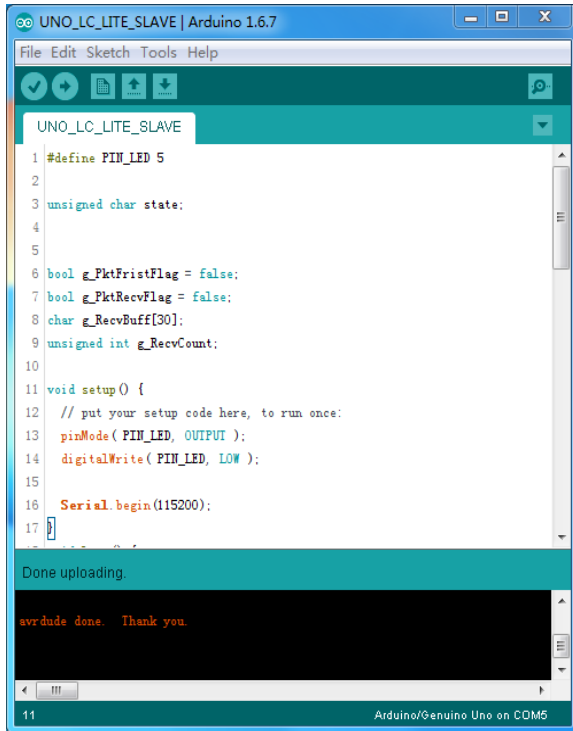 UNO_LC_LITE_SLAVE | Arduino 1.6.7
File Edit Sketch Tools Help
UNO_LC_LITE_SLAVE
1 #define PIN_LED 5
2
3 unsigned char state;
4
5
6 bool g_PktFristFlag = false;
7 bool g_PktRecvFlag = false;
8 char g_RecvBuff[30];
9 unsigned int g_RecvCount;
10
11 void setup() {
12 // put your setup code here, to run once:
13 pinMode( PIN_LED, OUTPUT );
14 digitalWrite( PIN_LED, LOW );
15
16 Serial.begin(115200);
17 }
Done uploading.
avrdude done. Thank you.
11 Arduino/Genuino Uno on COM5